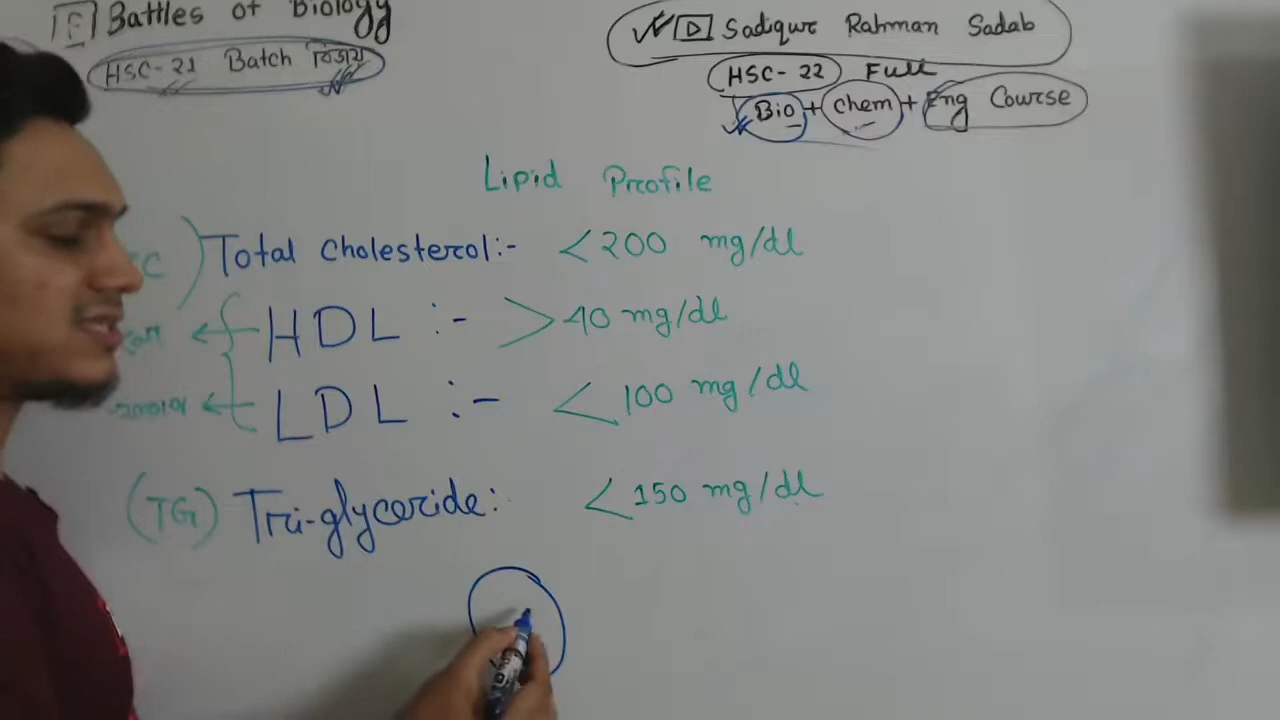 F Battles of Biology
HSC-21 Batch বিজয়
Sadiqur Rahman Sadab
HSC-22 Full
Bio + Chem + Eng Course
Lipid Profile
Total Cholesterol:- <200 mg/dl
HDL :- >40 mg/dl
LDL :- <100 mg/dl
(TG) Tri-glyceride: <150 mg/dl